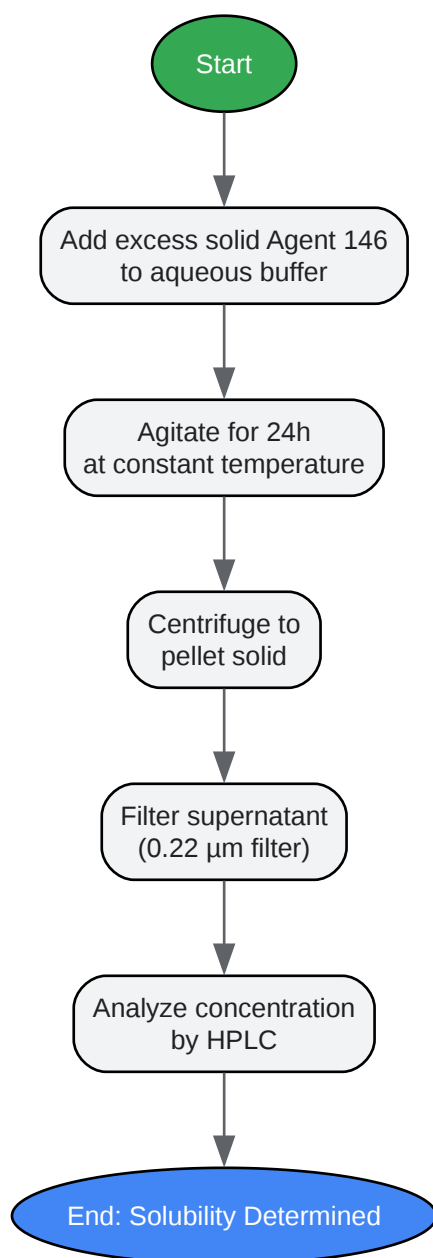 Start
Add excess solid Agent 146
to aqueous buffer
Agitate for 24h
at constant temperature
Centrifuge to
pellet solid
Filter supernatant
(0.22 µm filter)
Analyze concentration
by HPLC
End: Solubility Determined